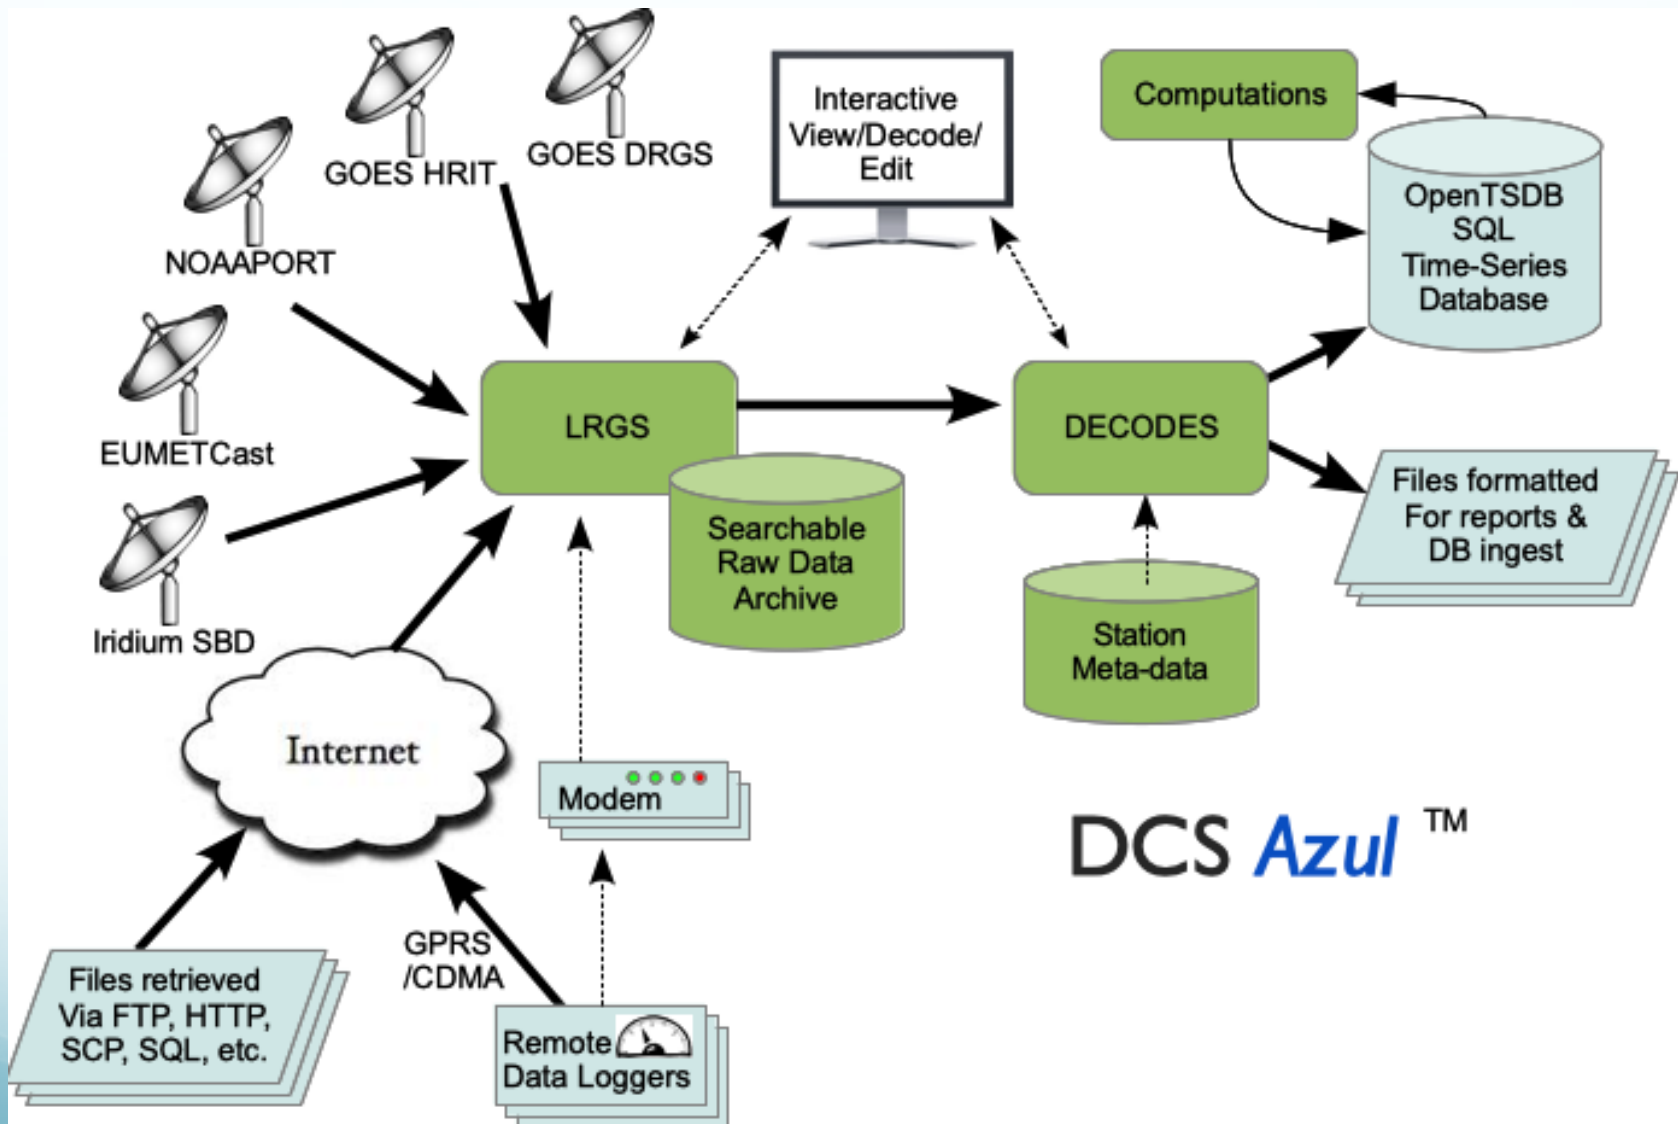 GOES HRIT
GOES DRGS
NOAAPORT
EUMETCast
Iridium SBD
Interactive
View/Decode/
Edit
Computations
OpenTSDB
SQL
Time-Series
Database
LRGS
Searchable
Raw Data
Archive
DECODES
Station
Meta-data
Files formatted
For reports &
DB ingest
Internet
Modem
GPRS
/CDMA
Files retrieved
Via FTP, HTTP,
SCP, SQL, etc.
Remote
Data Loggers
DCS Azul ™